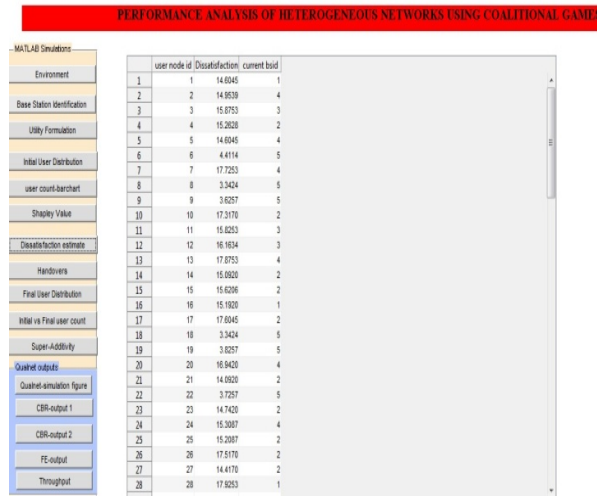 PERFORMANCE ANALYSIS OF HETEROGENEOUS NETWORKS USING COALITIONAL GAMES
MATLAB Simulations
Environment
Base Station Identification
Utility Formulation
Initial User Distribution
user count-barchart
Shapley Value
Dissatisfaction estimate
Handovers
Final User Distribution
Initial vs Final user count
Super-Additivity
Qualnet outputs
Qualnet-simulation figure
CBR-output 1
CBR-output 2
FE-output
Throughput
user node id Dissatisfaction current bsid
1 1 14.6045 1
2 2 14.9539 4
3 3 15.8753 3
4 4 15.2628 2
5 5 14.6045 4
6 6 4.4114 5
7 7 17.7253 4
8 8 3.3424 5
9 9 3.6257 5
10 10 17.3170 2
11 11 15.8253 3
12 12 16.1634 3
13 13 17.8753 4
14 14 15.0920 2
15 15 15.6206 2
16 16 15.1920 1
17 17 17.6045 2
18 18 3.3424 5
19 19 3.8257 5
20 20 16.9420 4
21 21 14.0920 2
22 22 3.7257 5
23 23 14.7420 2
24 24 15.3087 4
25 25 15.2087 2
26 26 17.5170 2
27 27 14.4170 2
28 28 17.9253 1